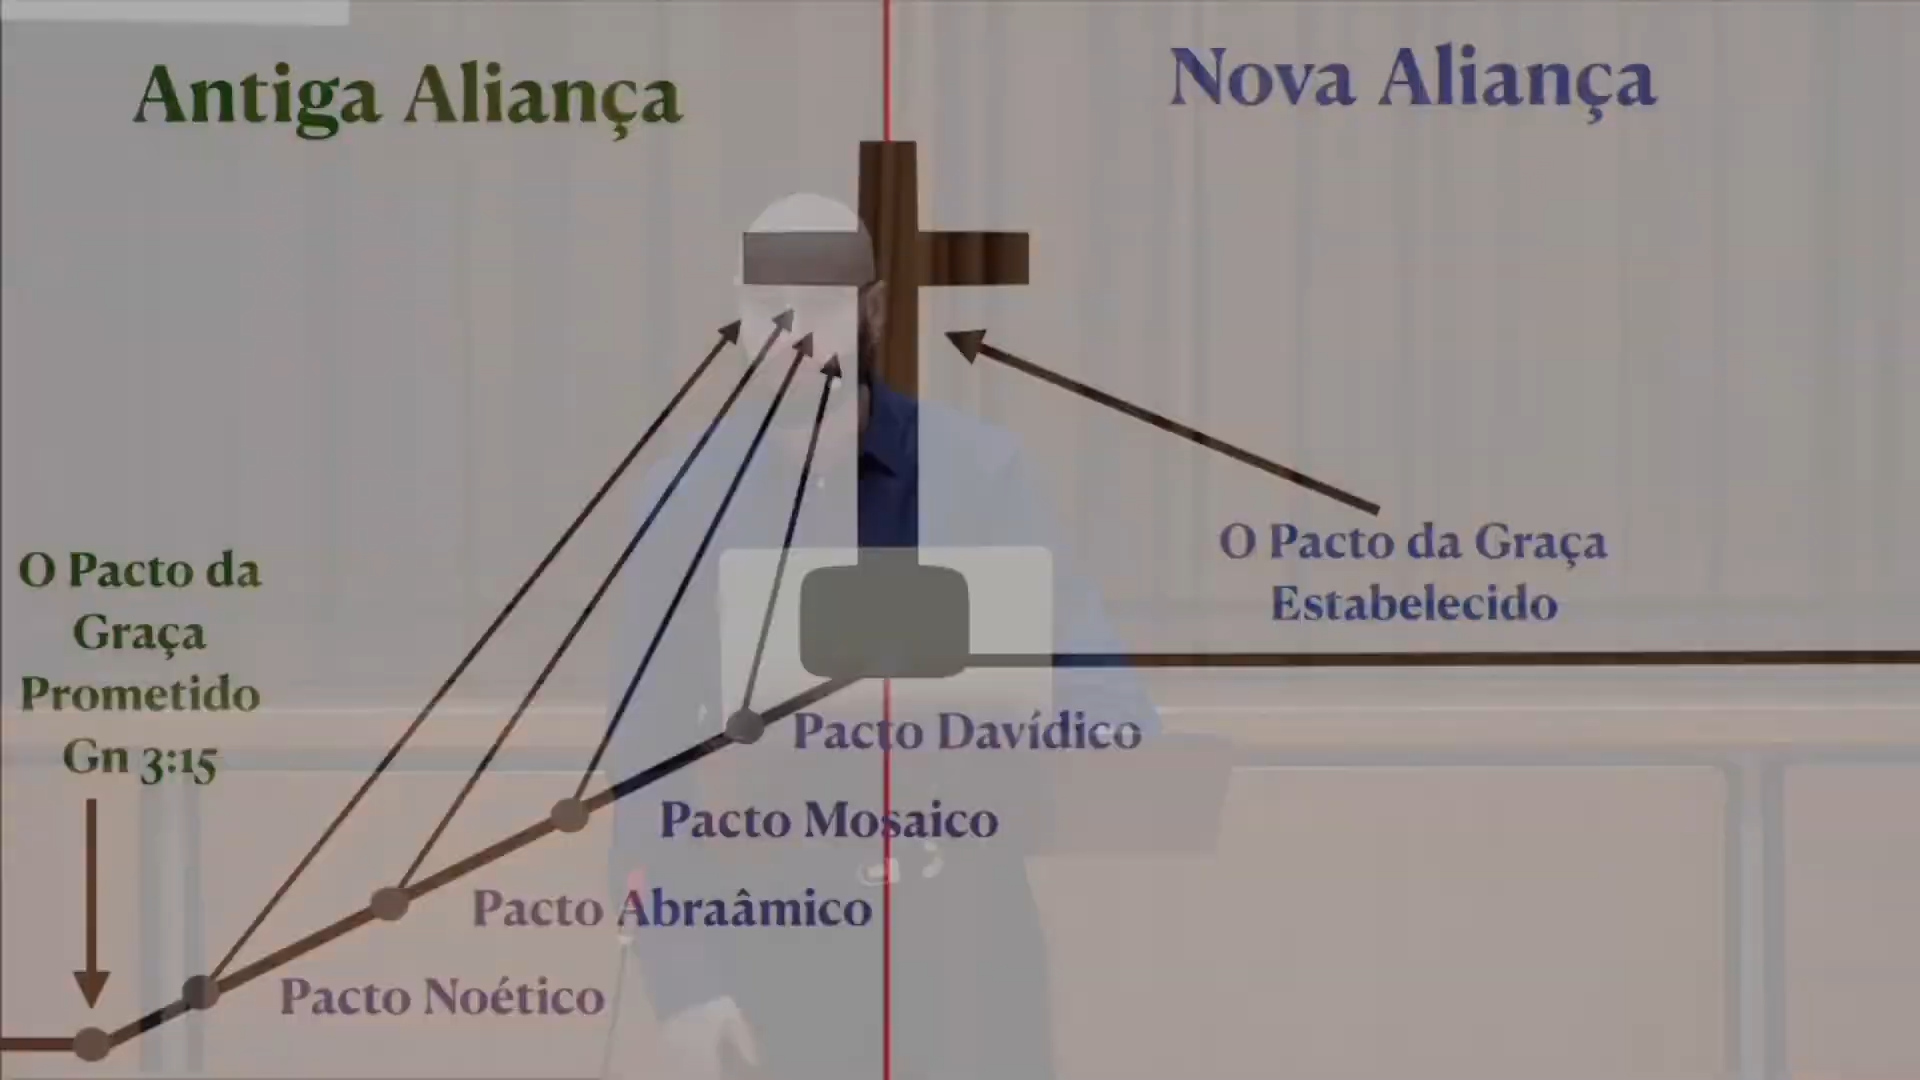 Antiga Aliança
Nova Aliança
O Pacto da
Graça
Prometido
Gn 3:15
O Pacto da Graça
Estabelecido
Pacto Davídico
Pacto Mosaico
Pacto Abraâmico
Pacto Noético